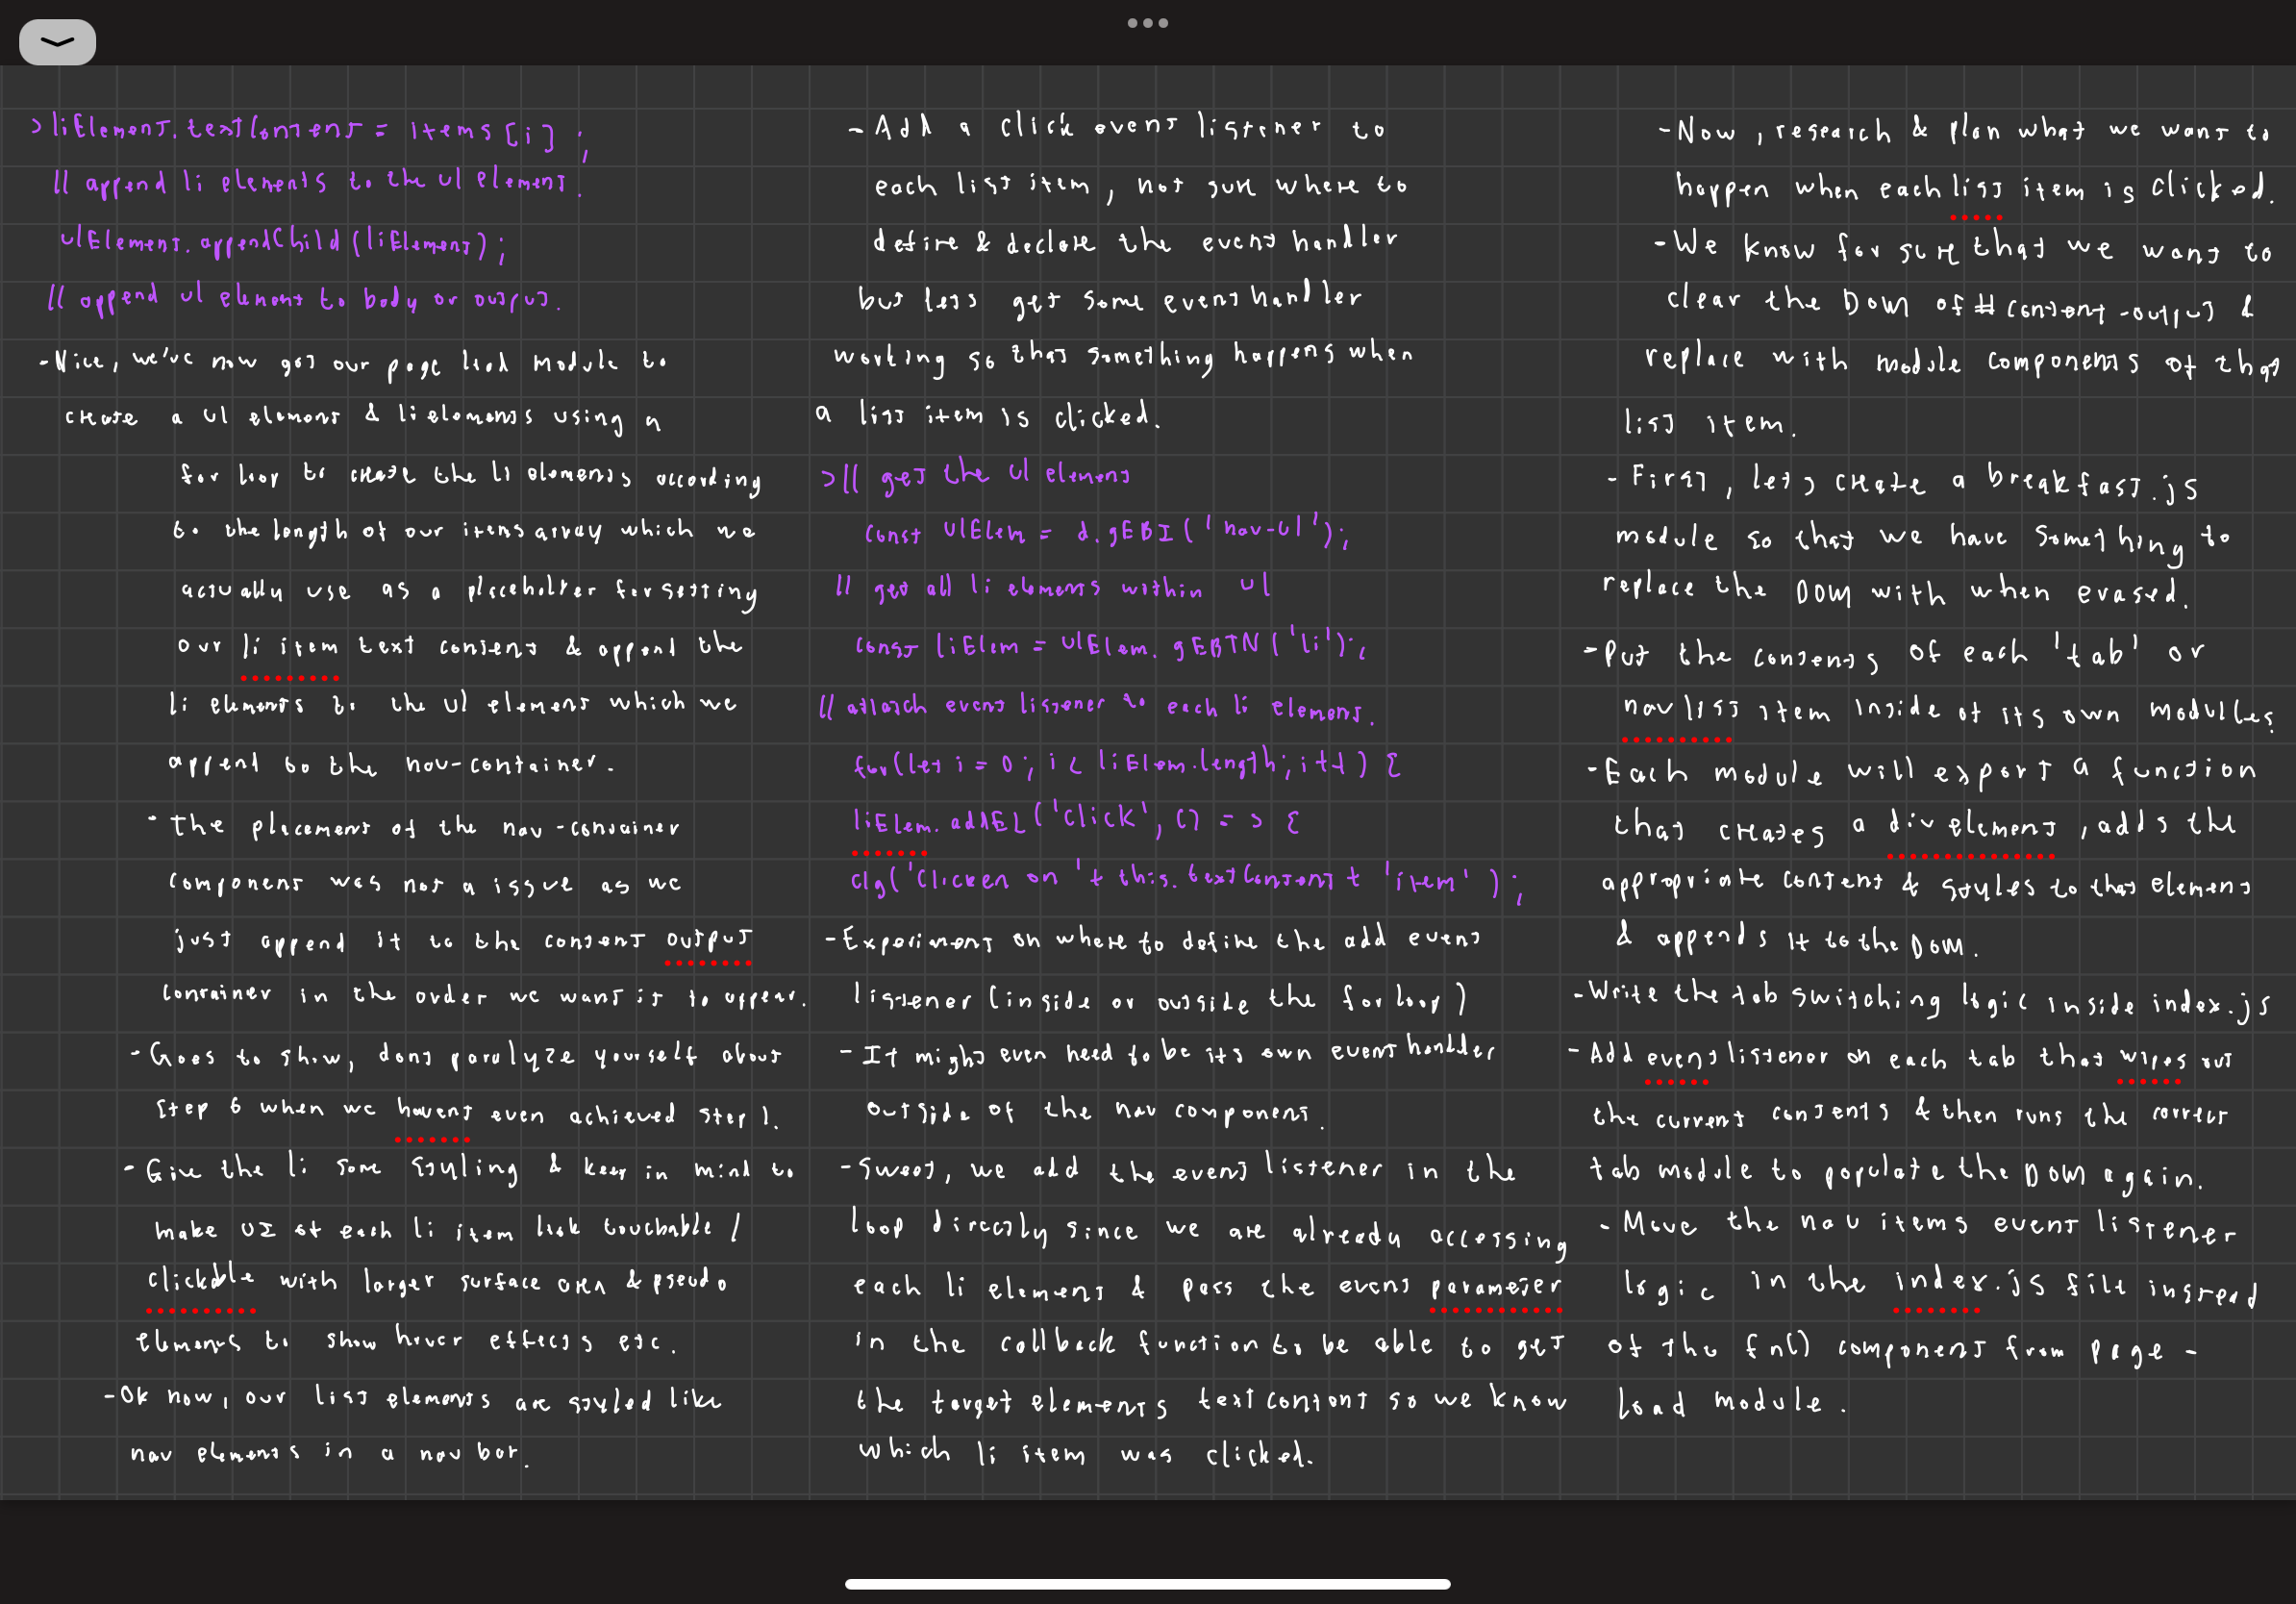 > liElement.textContent = items[i];
// append li elements to the ul element.
ulElement.appendChild(liElement);
// append ul element to body or output.
- Nice, we've now got our page load module to
create a ul element & li elements using a
for loop to create the li elements according
to the length of our items array which we
actually use as a placeholter for setting
our li item text content & append the
li elements to the ul element which we
append to the nav-container.
- The placement of the nav-container
component was not a issue as we
just append it to the content output
container in the order we want it to appear.
- Goes to show, dont paralyze yourself about
step 6 when we havent even achieved step 1.
- Give the li some styling & keep in mind to
make UI of each li item look touchable /
clickable with larger surface area & pseudo
elements to show hover effects etc.
- Ok now, our list elements are styled like
nav elements in a nav bar.
- Add a click event listener to
each list item, not sure where to
define & declare the event handler
but lets get some event handler
working so that something happens when
a list item is clicked.
> // get the ul element
const ulElem = d.gEBI('nav-ul');
// get all li elements within ul
const liElem = ulElem.gEBTN('li');
// attatch event listener to each li element.
for(let i = 0; i < liElem.length; i++) {
liElem.addEL('click', () => {
clg('Clicken on ' + this.textContent + 'item');
- Experiment on where to define the add event
listener (inside or outside the for loop)
- It might even need to be its own event handler
outside of the nav component.
- Sweet, we add the event listener in the
loop directly since we are already accessing
each li element & pass the event parameter
in the callback function to be able to get
the target elements textcontent so we know
which li item was clicked.
- Now, research & plan what we want to
happen when each list item is clicked.
- We know for sure that we want to
clear the DOM of #content-output &
replace with module components of that
list item.
- First, lets create a breakfast.js
module so that we have something to
replace the DOM with when erased.
- Put the contents of each 'tab' or
nav list item inside of its own modulles.
- Each module will export a function
that creates a div element, adds the
appropriate content & styles to that element
& appends it to the DOM.
- Write the tab switching logic inside index.js
- Add event listener on each tab that wipes out
the current contents & then runs the correct
tab module to populate the DOM again.
- Move the nav items event listener
logic in the index.js file instead
of the fn() component from page-
load module.